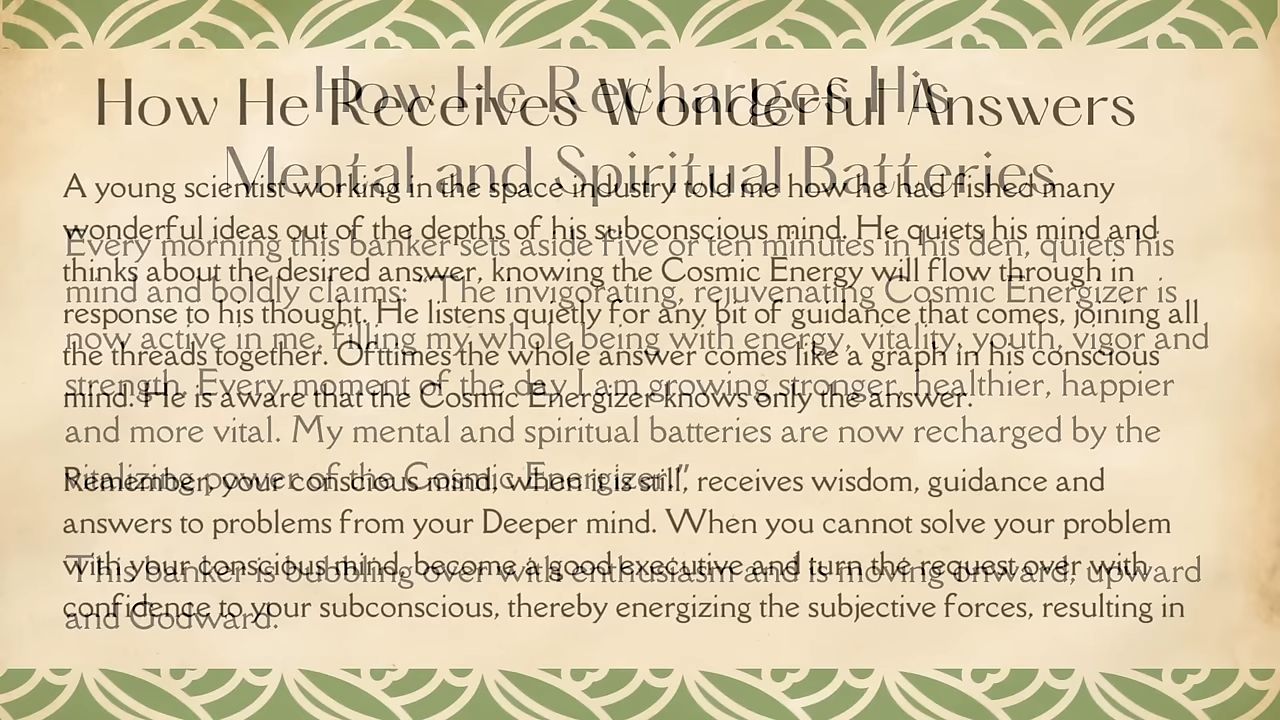 How He Recharges His
Mental and Spiritual Batteries
Every morning this banker sets aside five or ten minutes in his den, quiets his
mind and boldly claims: “The invigorating, rejuvenating Cosmic Energizer is
now active in me, filling my whole being with energy, vitality, youth, vigor and
strength. Every moment of the day I am growing stronger, healthier, happier
and more vital. My mental and spiritual batteries are now recharged by the
vitalizing power of the Cosmic Energizer.”
This banker is bubbling over with enthusiasm and is moving onward, upward
and Godward.
How He Receives Wonderful Answers
A young scientist working in the space industry told me how he had fished many
wonderful ideas out of the depths of his subconscious mind. He quiets his mind and
thinks about the desired answer, knowing the Cosmic Energy will flow through in
response to his thought. He listens quietly for any bit of guidance that comes, joining all
the threads together. Ofttimes the whole answer comes like a graph in his conscious
mind. He is aware that the Cosmic Energizer knows only the answer.
Remember, your conscious mind, when it is still, receives wisdom, guidance and
answers to problems from your Deeper mind. When you cannot solve your problem
with your conscious mind, become a good executive and turn the request over with
confidence to your subconscious, thereby energizing the subjective forces, resulting in